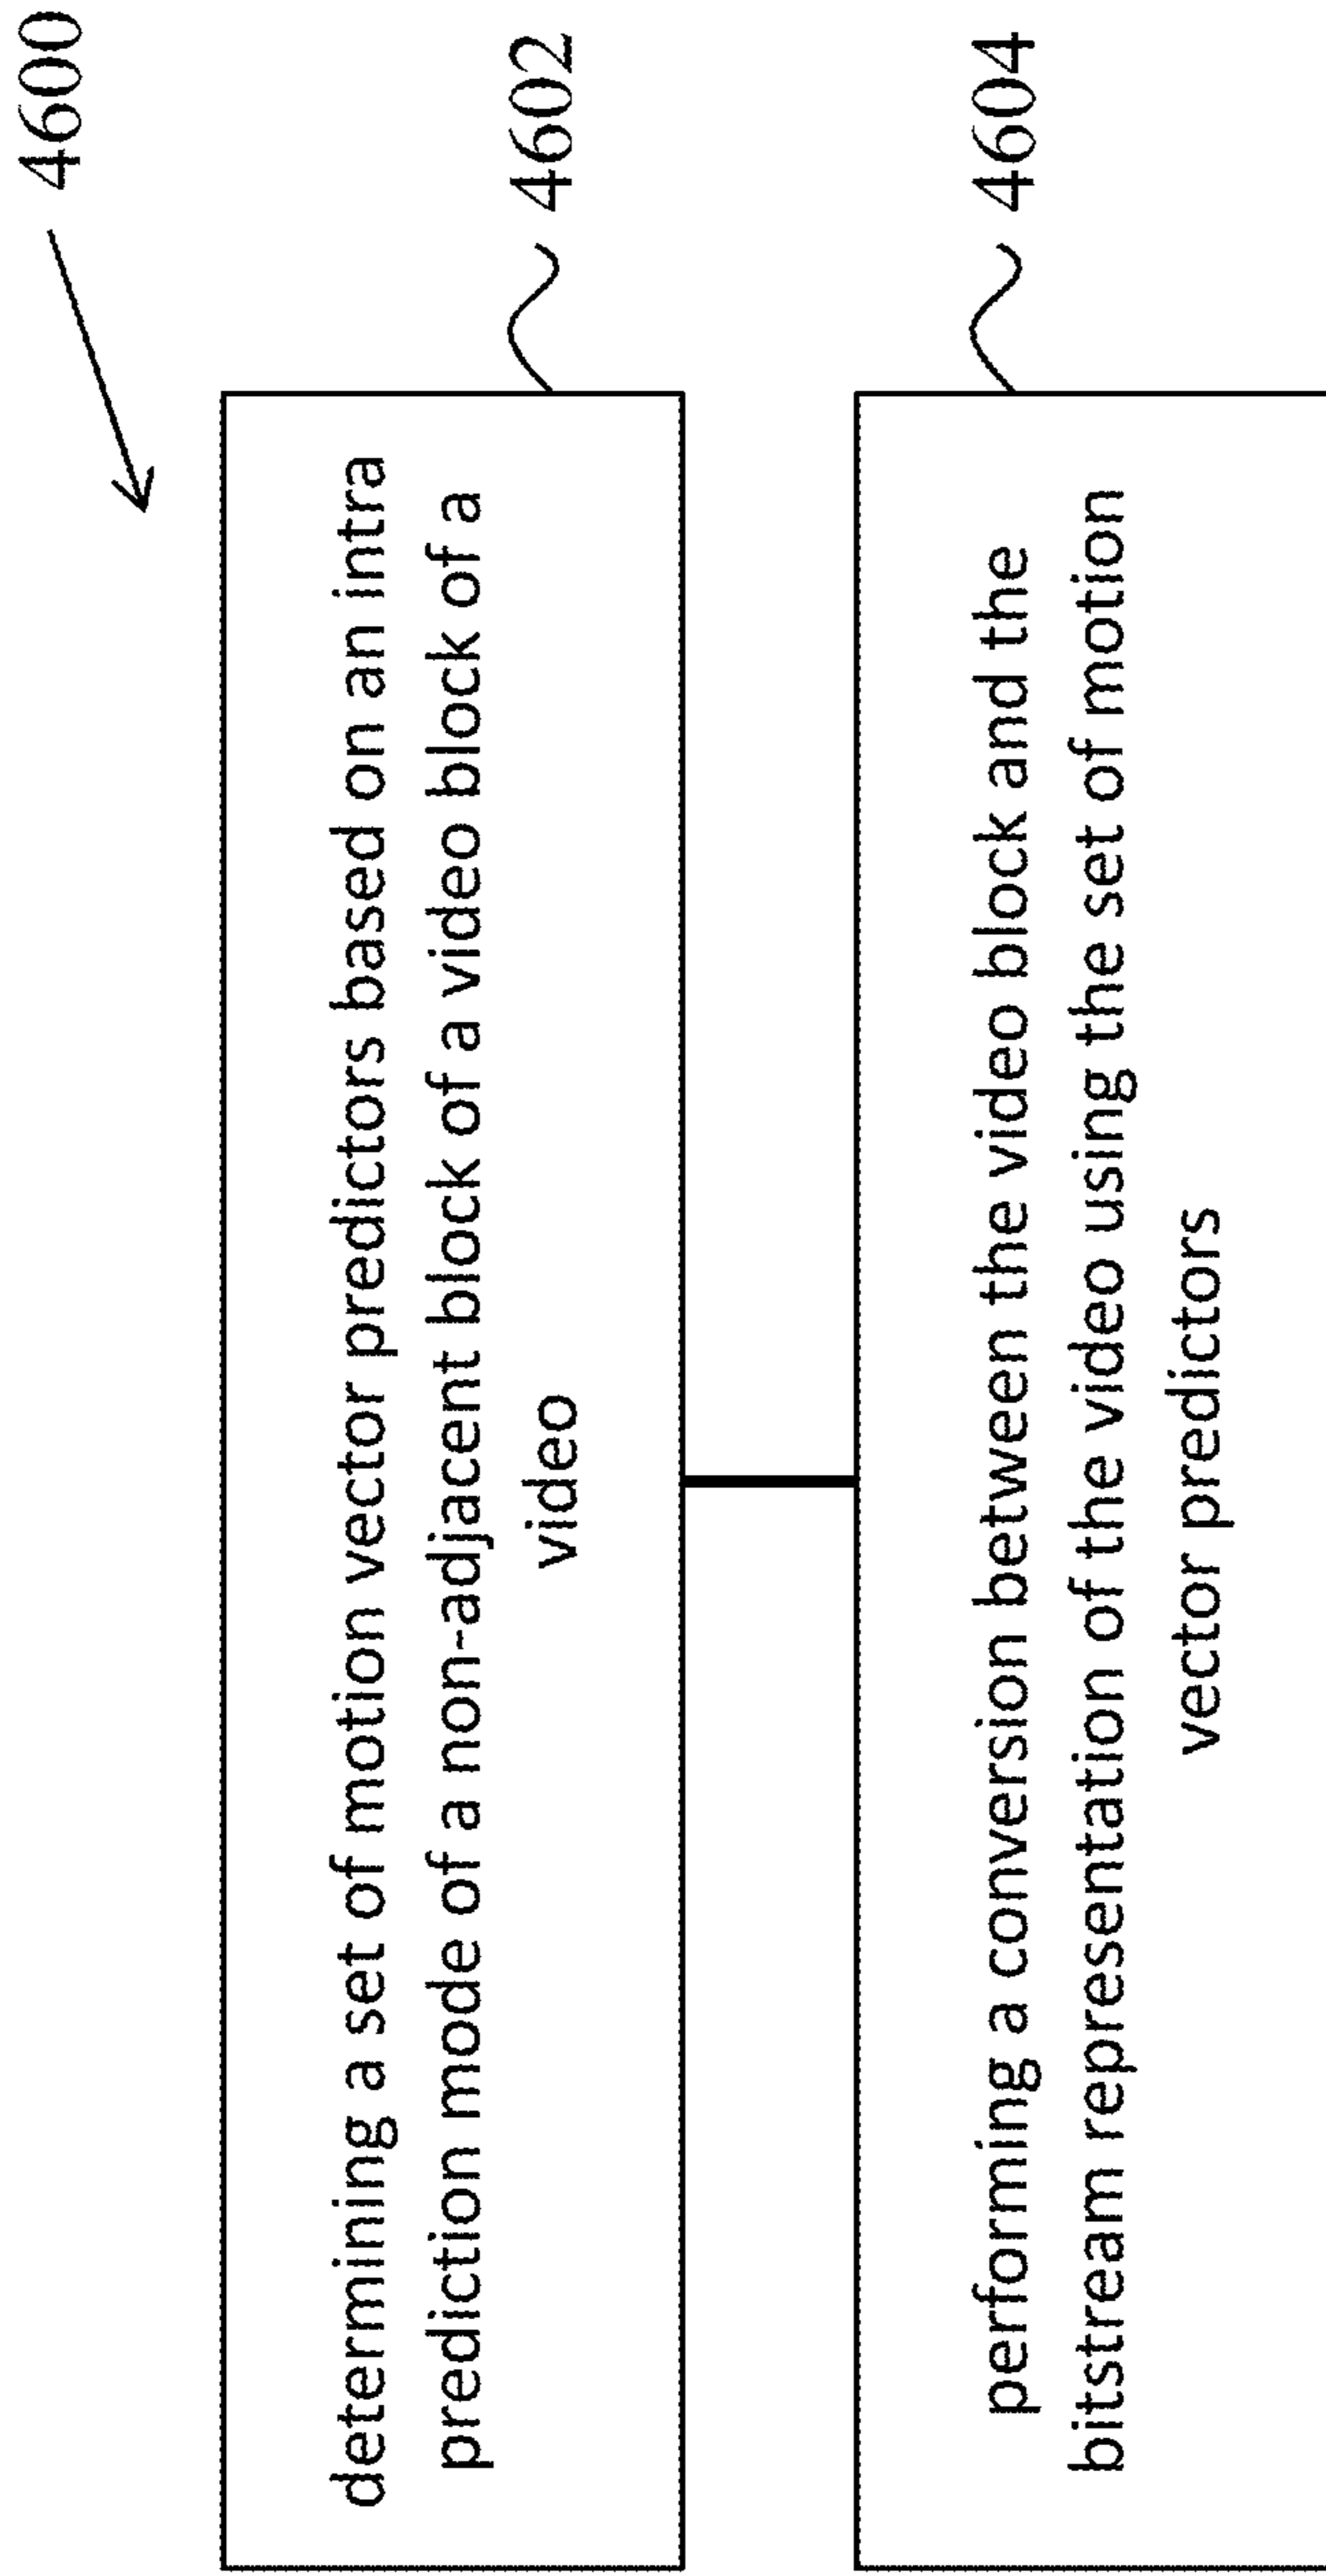 4600
determining a set of motion vector predictors based on an intra
prediction mode of a non-adjacent block of a video block of a
video
4602
performing a conversion between the video block and the
bitstream representation of the video using the set of motion
vector predictors
4604